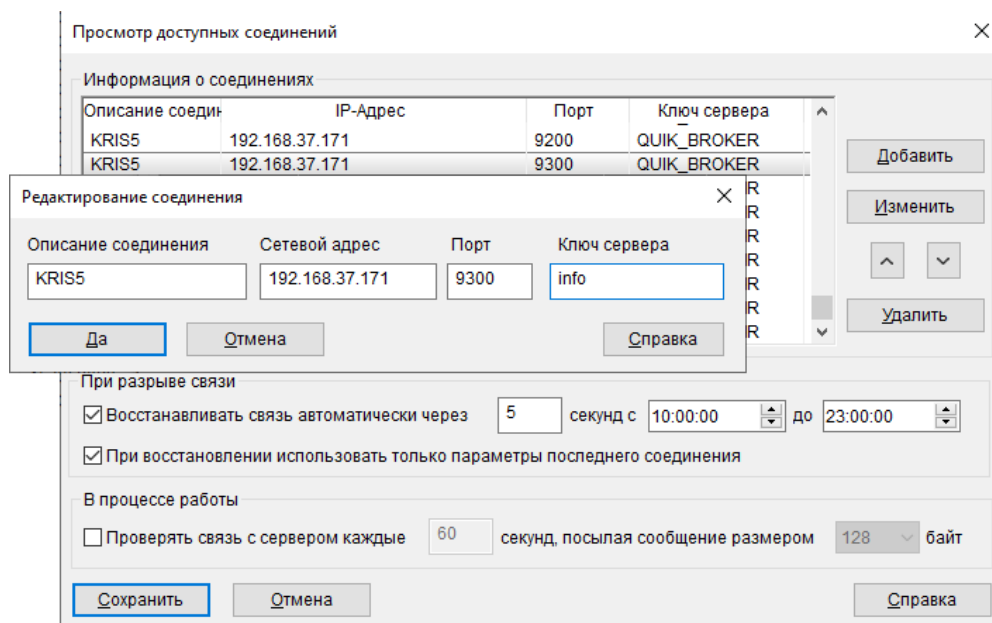 Просмотр доступных соединений
Информация о соединениях
Описание соедин IP-Адрес Порт Ключ сервера
KRIS5 192.168.37.171 9200 QUIK_BROKER
KRIS5 192.168.37.171 9300 QUIK_BROKER
Добавить
Изменить
Удалить
R
R
R
R
R
R
R
Редактирование соединения
Описание соединения Сетевой адрес Порт Ключ сервера
KRIS5 192.168.37.171 9300 info
Да Отмена Справка
При разрыве связи
Восстанавливать связь автоматически через 5 секунд с 10:00:00 до 23:00:00
При восстановлении использовать только параметры последнего соединения
В процессе работы
Проверять связь с сервером каждые 60 секунд, посылая сообщение размером 128 байт
Сохранить Отмена Справка